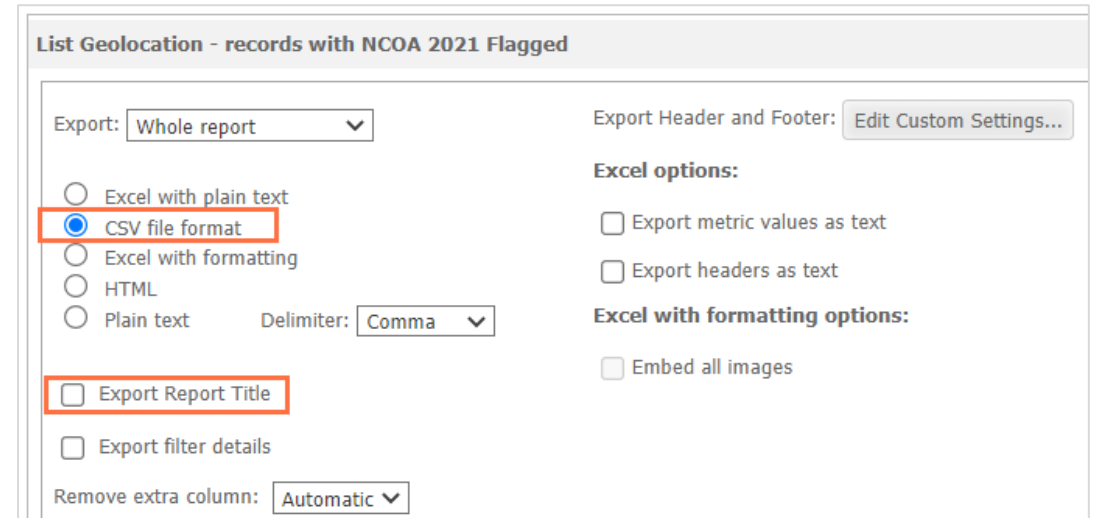 List Geolocation - records with NCOA 2021 Flagged
Export: Whole report
Export Header and Footer: Edit Custom Settings...
Excel with plain text
CSV file format
Excel with formatting
HTML
Plain text Delimiter: Comma
Export Report Title
Export filter details
Remove extra column: Automatic
Excel options:
Export metric values as text
Export headers as text
Excel with formatting options:
Embed all images